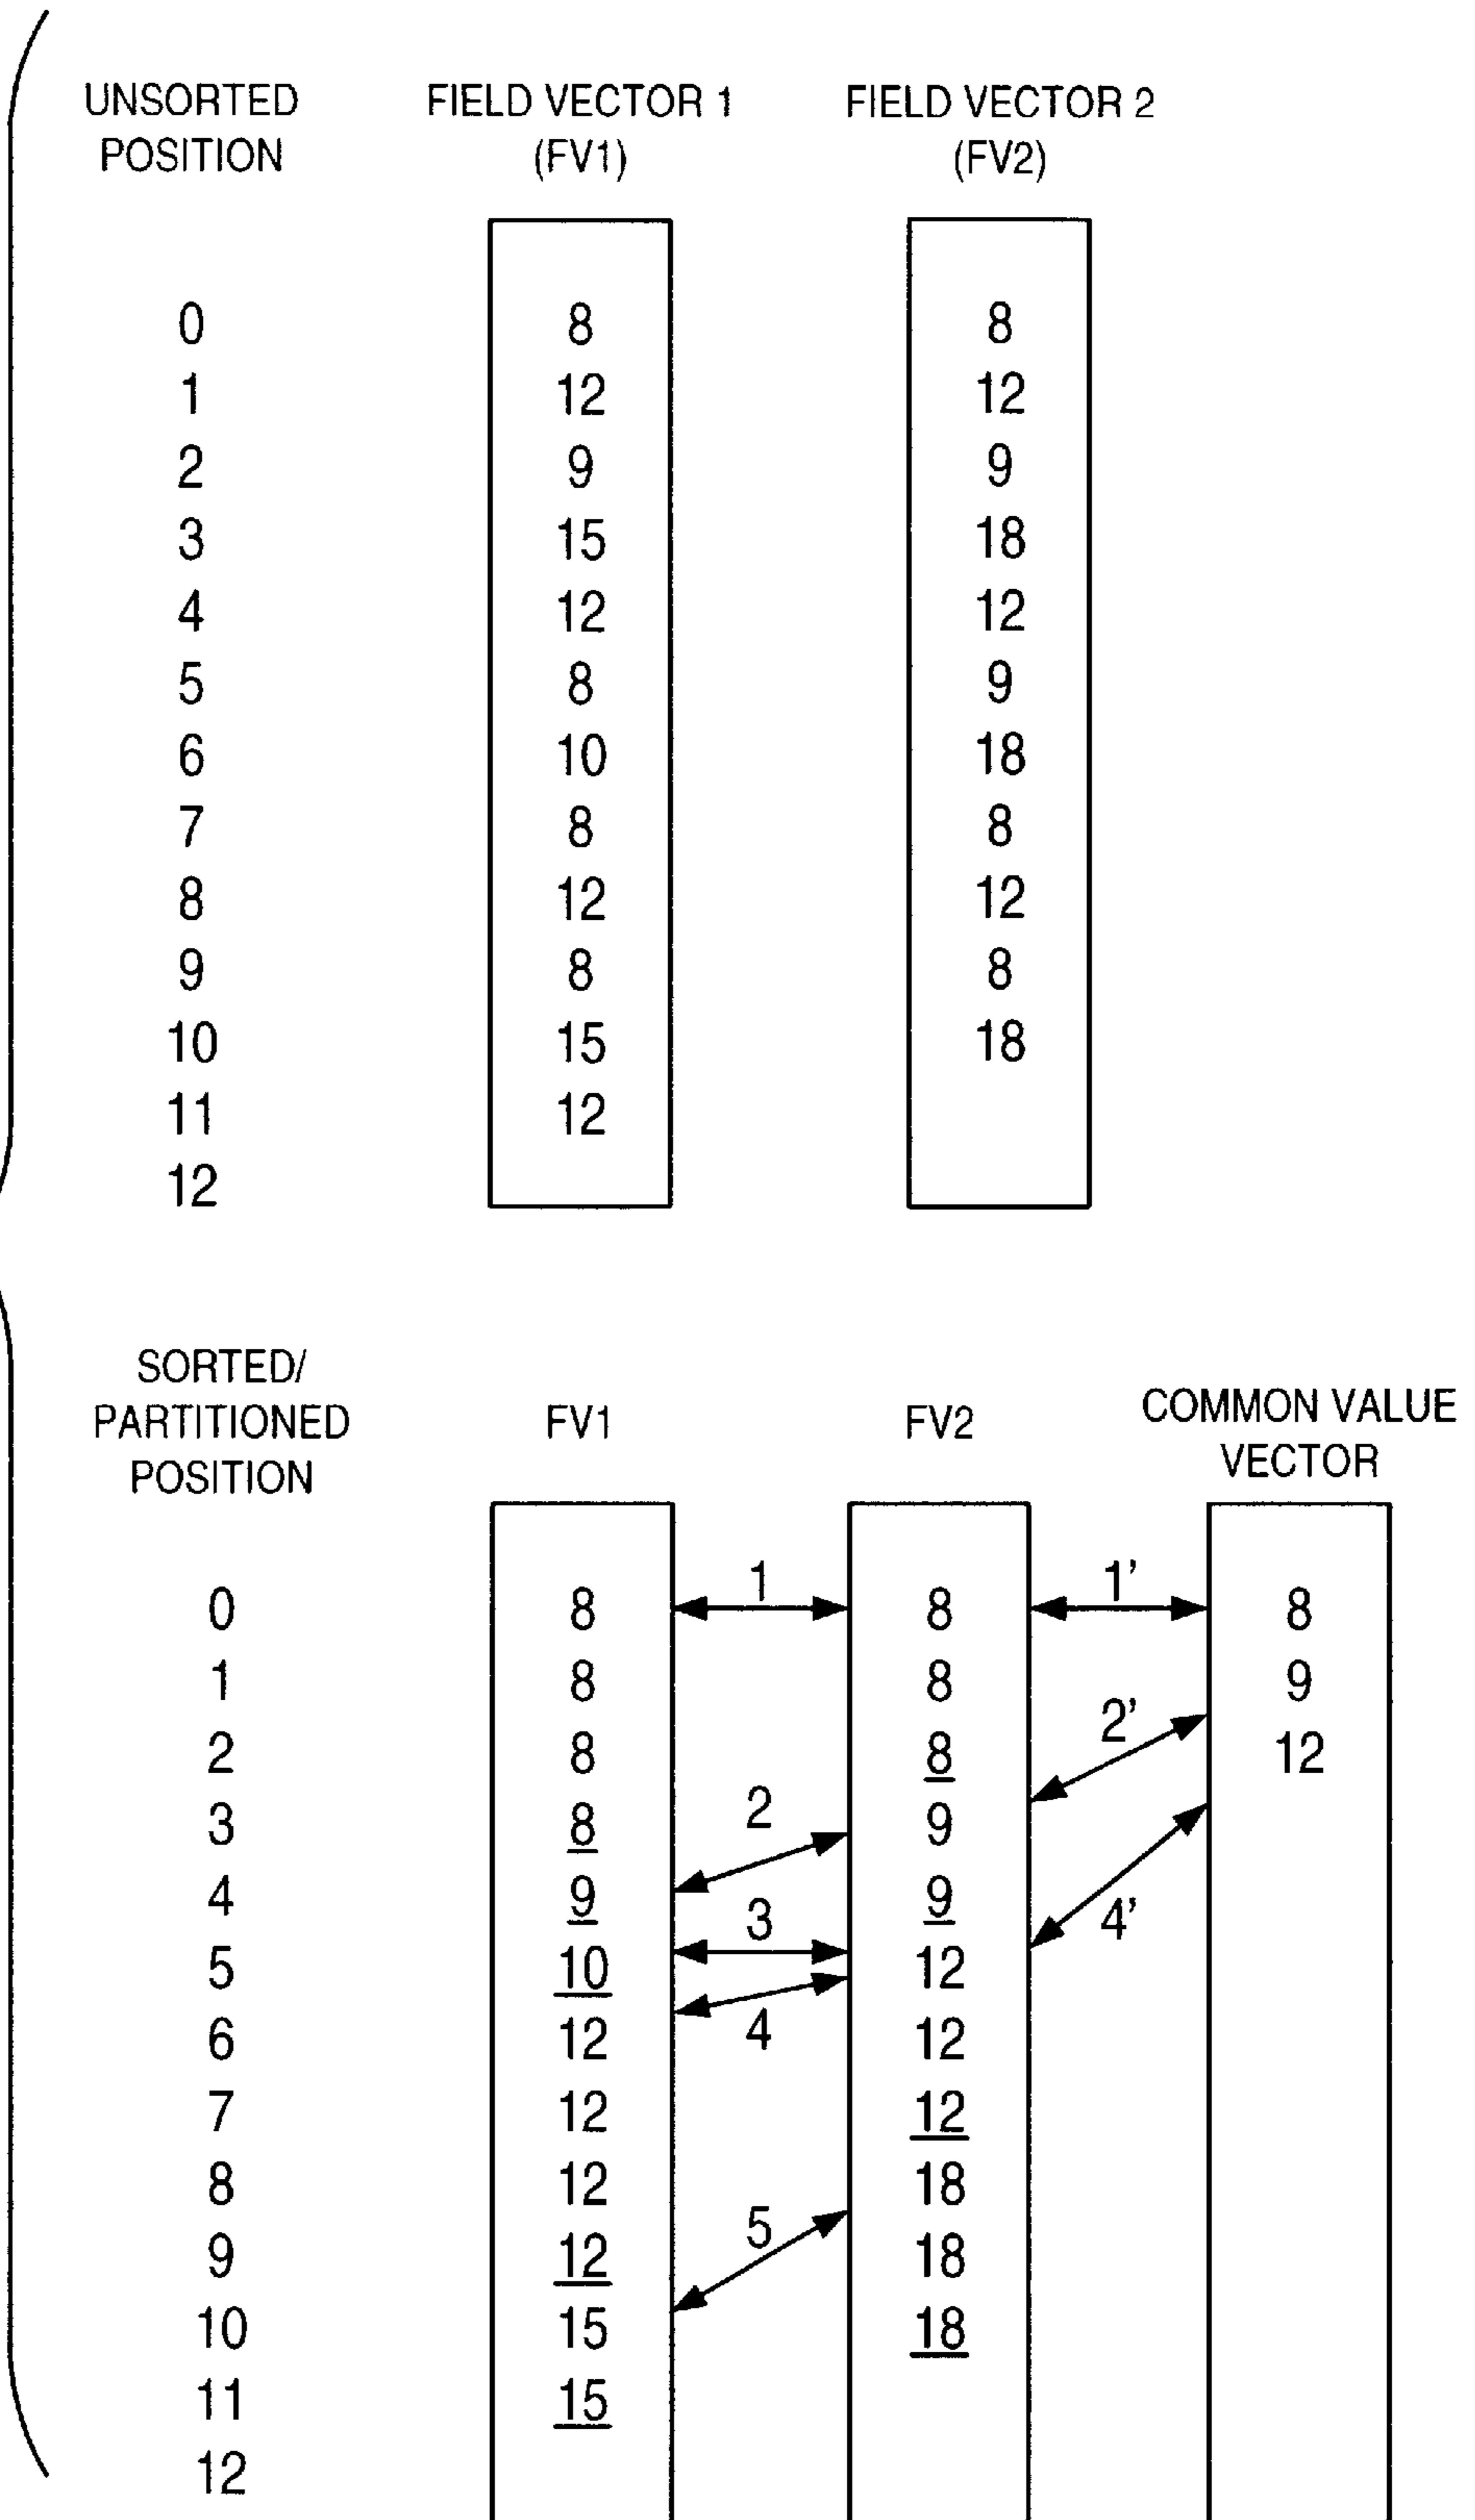 UNSORTED FIELD VECTOR 1 FIELD VECTOR 2
POSITION (FV1) (FV2)
0 8 8
1 12 12
2 9 9
3 15 18
4 12 12
5 8 9
6 10 18
7 8 8
8 12 12
9 8 8
10 15 18
11 12
12
SORTED/
PARTITIONED FV1 FV2 COMMON VALUE
POSITION VECTOR
1 1'
0 8 8 8
1 8 8 9
2'
2 8 8 12
2
3 8 9
4 9 9
3 4'
5 10 12
4
6 12 12
7 12 12
8 12 18
5
9 12 18
10 15 18
11 15
12